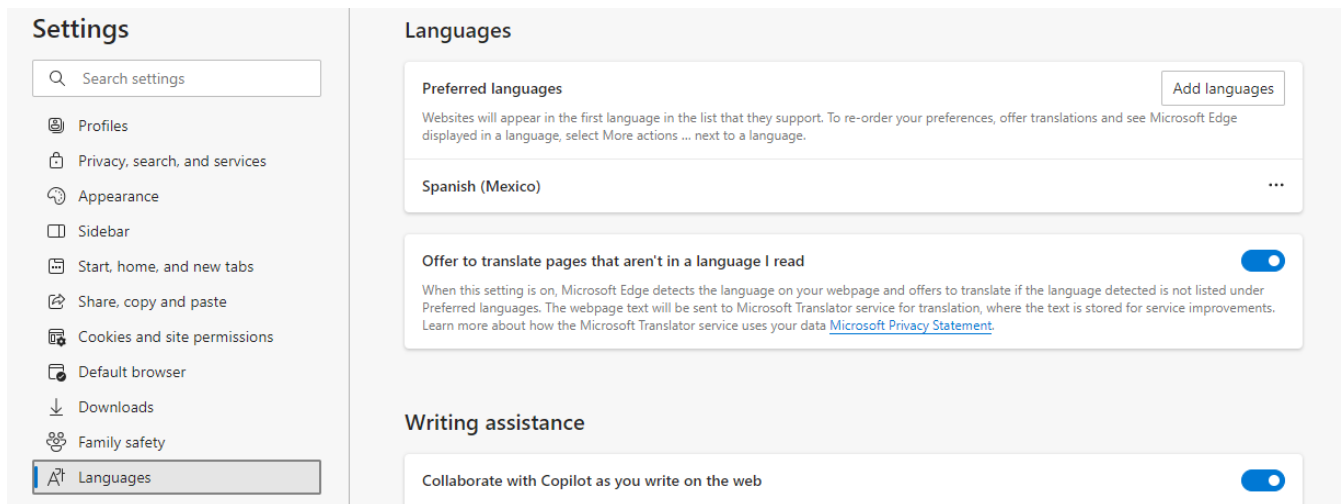 Settings
Search settings
Profiles
Privacy, search, and services
Appearance
Sidebar
Start, home, and new tabs
Share, copy and paste
Cookies and site permissions
Default browser
Downloads
Family safety
Languages
Languages
Preferred languages
Add languages
Websites will appear in the first language in the list that they support. To re-order your preferences, offer translations and see Microsoft Edge
displayed in a language, select More actions ... next to a language.
Spanish (Mexico)
Offer to translate pages that aren't in a language I read
When this setting is on, Microsoft Edge detects the language on your webpage and offers to translate if the language detected is not listed under
Preferred languages. The webpage text will be sent to Microsoft Translator service for translation, where the text is stored for service improvements.
Learn more about how the Microsoft Translator service uses your data Microsoft Privacy Statement.
Writing assistance
Collaborate with Copilot as you write on the web